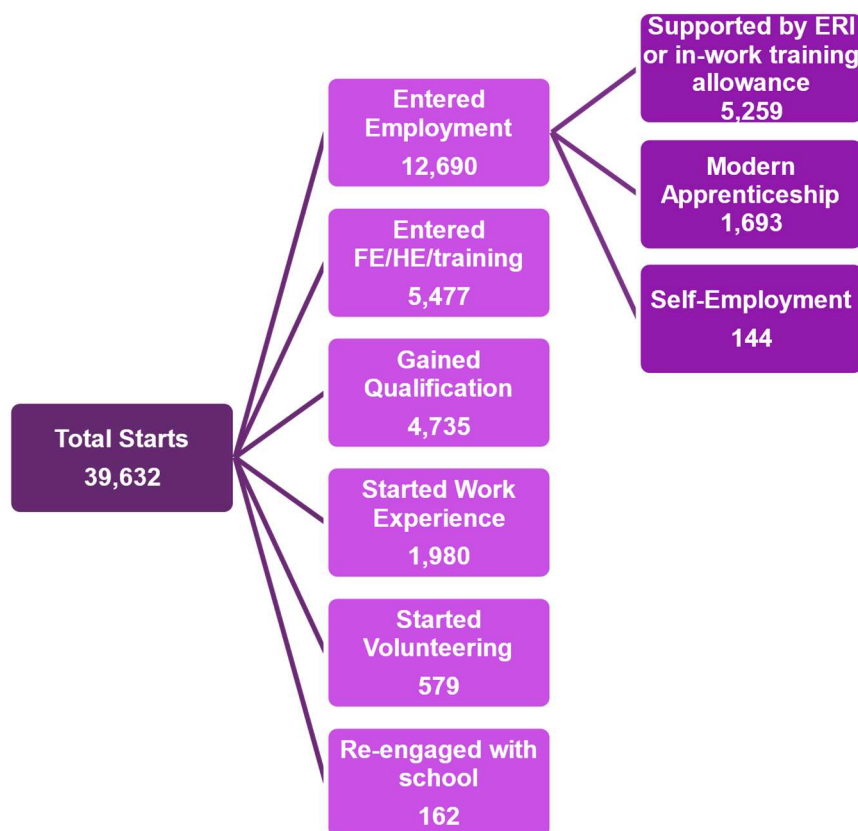 Total Starts
39,632
Entered
Employment
12,690
Entered
FE/HE/training
5,477
Gained
Qualification
4,735
Started Work
Experience
1,980
Started
Volunteering
579
Re-engaged with
school
162
Supported by ERI
or in-work training
allowance
5,259
Modern
Apprenticeship
1,693
Self-Employment
144